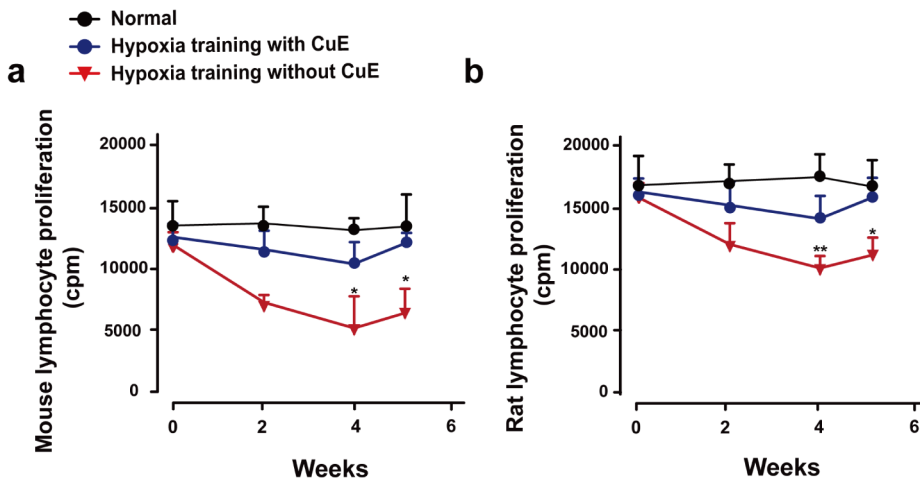 Normal
Hypoxia training with CuE
Hypoxia training without CuE
a
Mouse lymphocyte proliferation
(cpm)
20000
15000
10000
5000
0
*
*
0 2 4 6
Weeks
b
Rat lymphocyte proliferation
(cpm)
20000
15000
10000
5000
0
**
*
0 2 4 6
Weeks